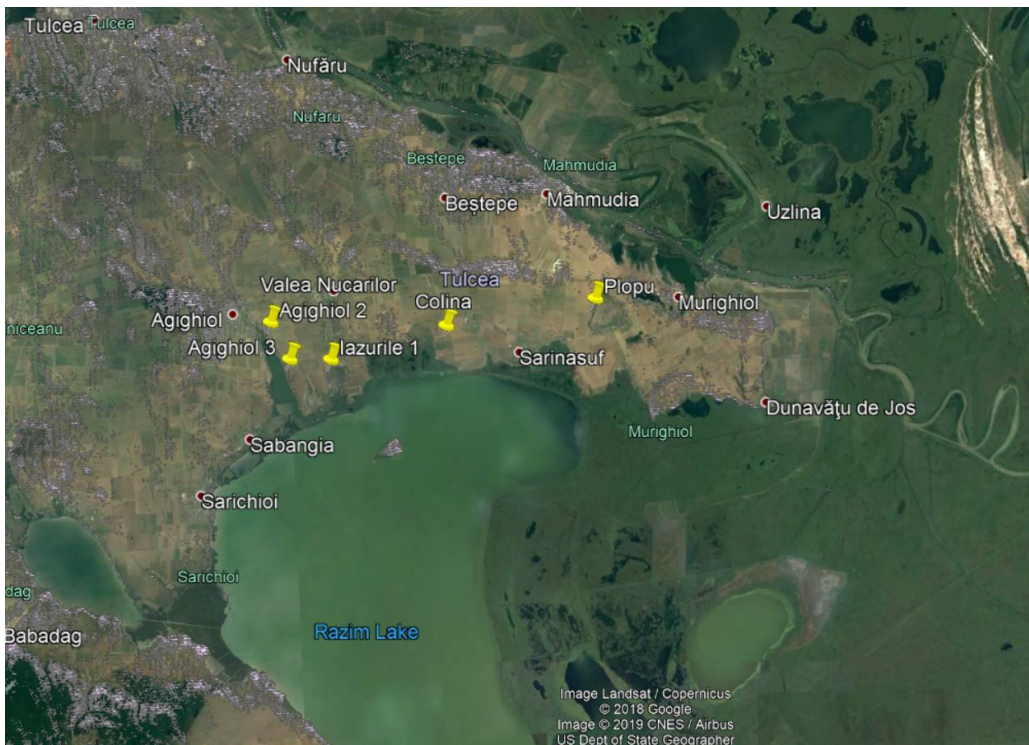 Tulcea
Tulcea
Nufăru
Nufaru
Bestepe
Mahmudia
Beștepe
Mahmudia
Uzlina
Valea Nucarilor
Tulcea
Plopu
Agighiol
Agighiol 2
Colina
Murighiol
niceanu
Agighiol 3
Iazurile 1
Sarinasuf
Dunavăţu de Jos
Murighiol
Sabangia
Sarichioi
Sarichioi
dag
Babadag
Razim Lake
Image Landsat / Copernicus
© 2018 Google
Image © 2019 CNES / Airbus
US Dept of State Geographer